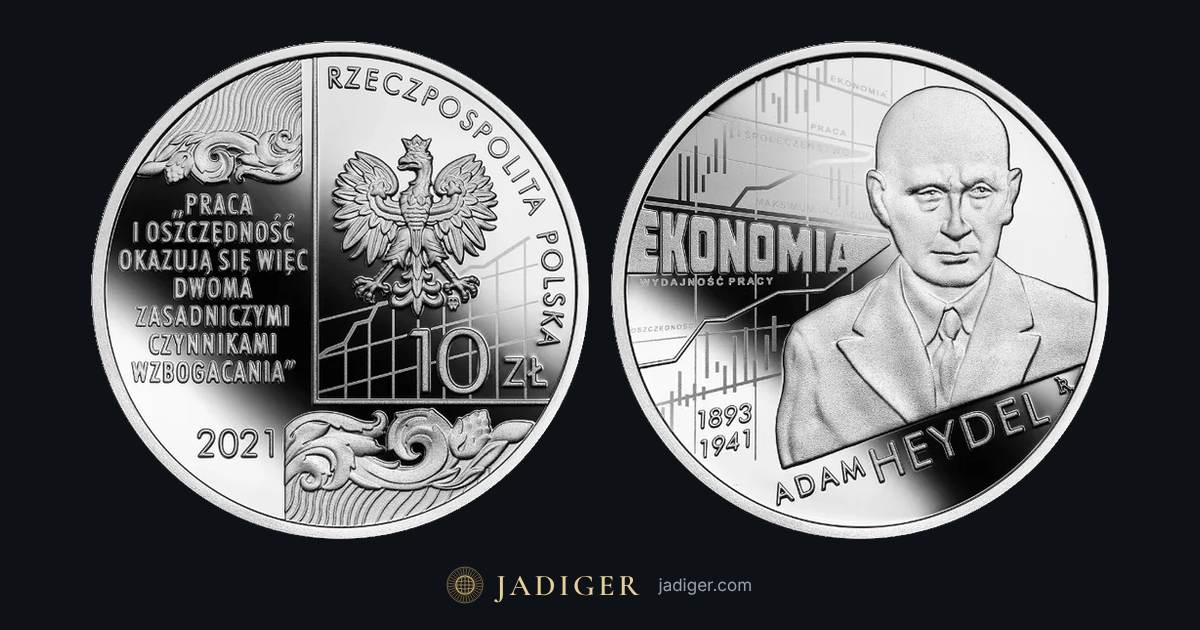 RZECZPOSPOLITA POLSKA
„PRACA
I OSZCZĘDNOŚĆ
OKAZUJĄ SIĘ WIĘC
DWOMA
ZASADNICZYMI
CZYNNIKAMI
WZBOGACANIA"
10 ZŁ
2021
EKONOMIA
PRACA
EKONOMIA
WYDAJNOŚĆ PRACY
OSZCZĘDNOŚĆ
1893
1941
ADAM HEYDEL
JADIGER jadiger.com